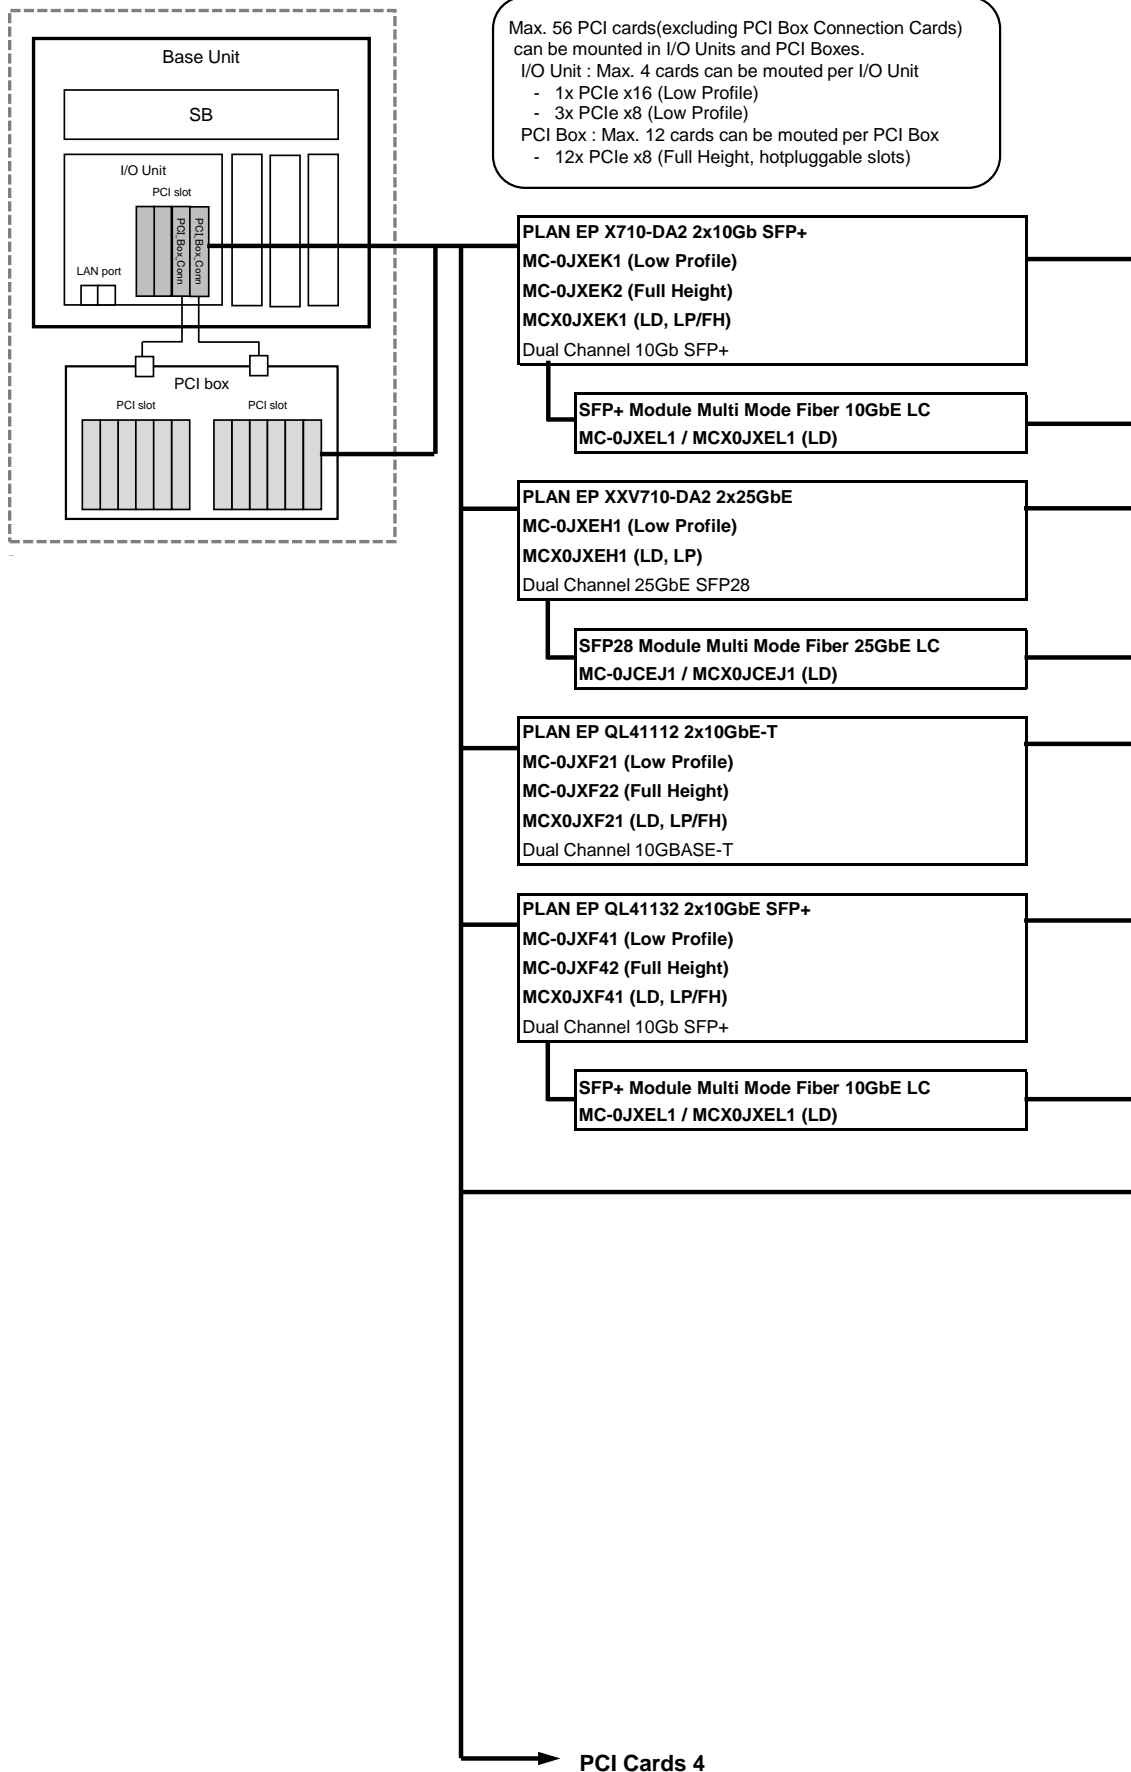 Base Unit
SB
I/O Unit
PCI slot
PCI_Box_Conn
PCI_Box_Conn
LAN port
PCI box
PCI slot
PCI slot
Max. 56 PCI cards(excluding PCI Box Connection Cards)
can be mounted in I/O Units and PCI Boxes.
I/O Unit : Max. 4 cards can be mouted per I/O Unit
- 1x PCIe x16 (Low Profile)
- 3x PCIe x8 (Low Profile)
PCI Box : Max. 12 cards can be mouted per PCI Box
- 12x PCIe x8 (Full Height, hotpluggable slots)
PLAN EP X710-DA2 2x10Gb SFP+
MC-0JXEK1 (Low Profile)
MC-0JXEK2 (Full Height)
MCX0JXEK1 (LD, LP/FH)
Dual Channel 10Gb SFP+
SFP+ Module Multi Mode Fiber 10GbE LC
MC-0JXEL1 / MCX0JXEL1 (LD)
PLAN EP XXV710-DA2 2x25GbE
MC-0JXEH1 (Low Profile)
MCX0JXEH1 (LD, LP)
Dual Channel 25GbE SFP28
SFP28 Module Multi Mode Fiber 25GbE LC
MC-0JCEJ1 / MCX0JCEJ1 (LD)
PLAN EP QL41112 2x10GbE-T
MC-0JXF21 (Low Profile)
MC-0JXF22 (Full Height)
MCX0JXF21 (LD, LP/FH)
Dual Channel 10GBASE-T
PLAN EP QL41132 2x10GbE SFP+
MC-0JXF41 (Low Profile)
MC-0JXF42 (Full Height)
MCX0JXF41 (LD, LP/FH)
Dual Channel 10Gb SFP+
SFP+ Module Multi Mode Fiber 10GbE LC
MC-0JXEL1 / MCX0JXEL1 (LD)
PCI Cards 4